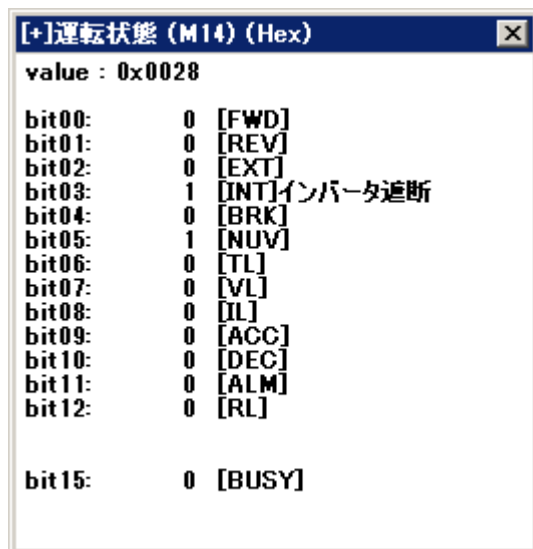 [+]運転状態 (M14) (Hex)
value : 0x0028
bit00: 0 [FWD]
bit01: 0 [REV]
bit02: 0 [EXT]
bit03: 1 [INT]インバータ遮断
bit04: 0 [BRK]
bit05: 1 [NUV]
bit06: 0 [TL]
bit07: 0 [VL]
bit08: 0 [IL]
bit09: 0 [ACC]
bit10: 0 [DEC]
bit11: 0 [ALM]
bit12: 0 [RL]
bit15: 0 [BUSY]